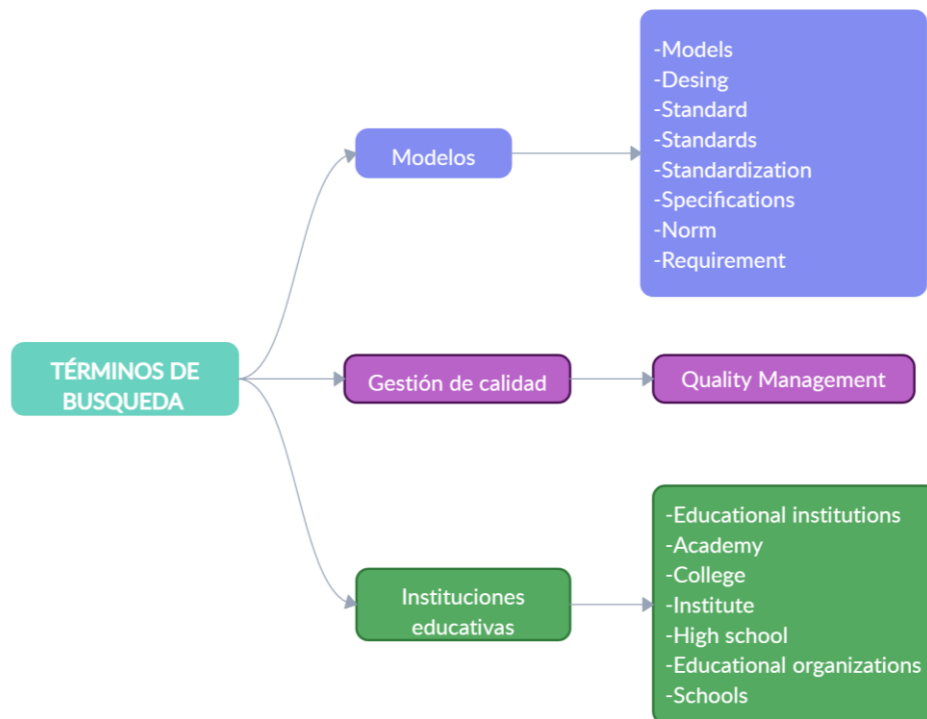 TÉRMINOS DE
BUSQUEDA
Modelos
-Models
-Desing
-Standard
-Standards
-Standardization
-Specifications
-Norm
-Requirement
Gestión de calidad
Quality Management
Instituciones
educativas
-Educational institutions
-Academy
-College
-Institute
-High school
-Educational organizations
-Schools